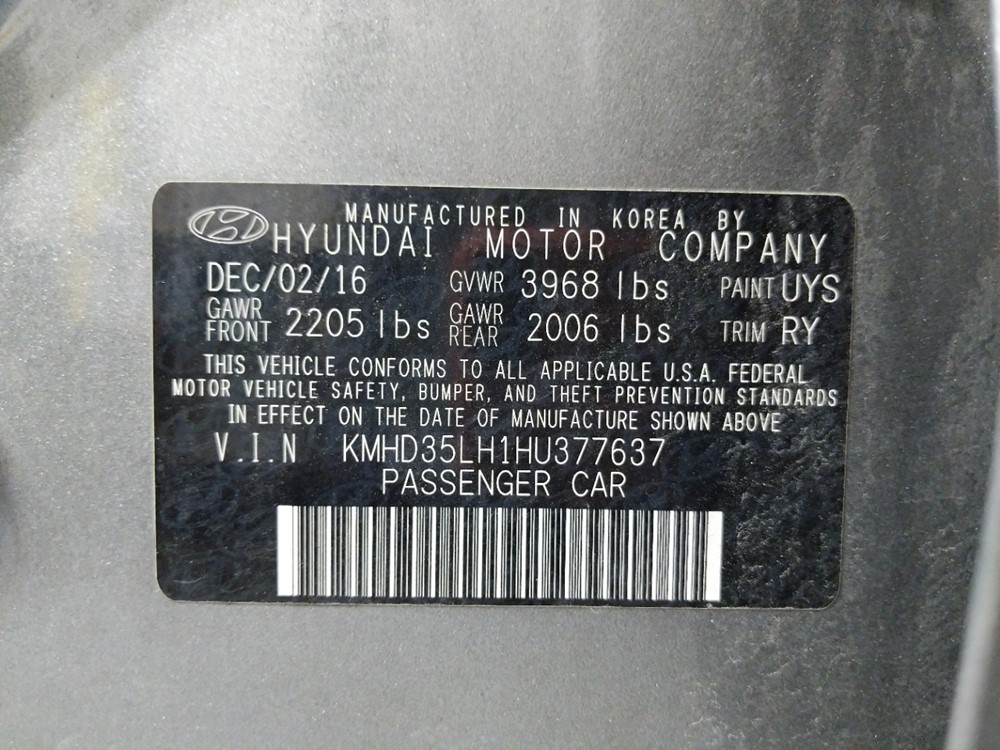 MANUFACTURED IN KOREA BY
HYUNDAI MOTOR COMPANY
DEC/02/16 GVWR 3968 lbs PAINT UYS
GAWR FRONT 2205 lbs GAWR REAR 2006 lbs TRIM RY
THIS VEHICLE CONFORMS TO ALL APPLICABLE U.S.A. FEDERAL
MOTOR VEHICLE SAFETY, BUMPER, AND THEFT PREVENTION STANDARDS
IN EFFECT ON THE DATE OF MANUFACTURE SHOWN ABOVE
V.I.N KMHD35LH1HU377637
PASSENGER CAR